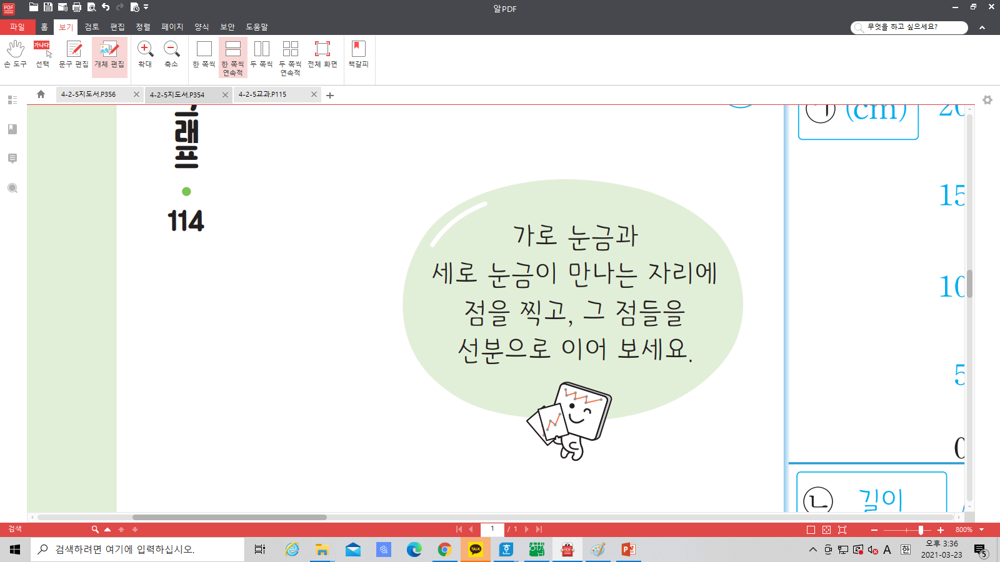 PDF
알PDF
파일 홈 보기 검토 편집 정렬 페이지 양식 보안 도움말
무엇을 하고 싶으세요?
가나다
손 도구 선택 문구 편집 개체 편집 확대 축소 한 쪽씩 한 쪽씩 연속적 두 쪽씩 두 쪽씩 연속적 전체 화면 책갈피
4-2-5지도서.P356 4-2-5지도서.P354 4-2-5교과.P115
114
가로 눈금과
세로 눈금이 만나는 자리에
점을 찍고, 그 점들을
선분으로 이어 보세요.
(cm)
20
15
10
5
0
ㄴ 길이
검색
1 / 1
800%
검색하려면 여기에 입력하십시오.
TALK
PDF
A 한
오후 3:36
2021-03-23
5